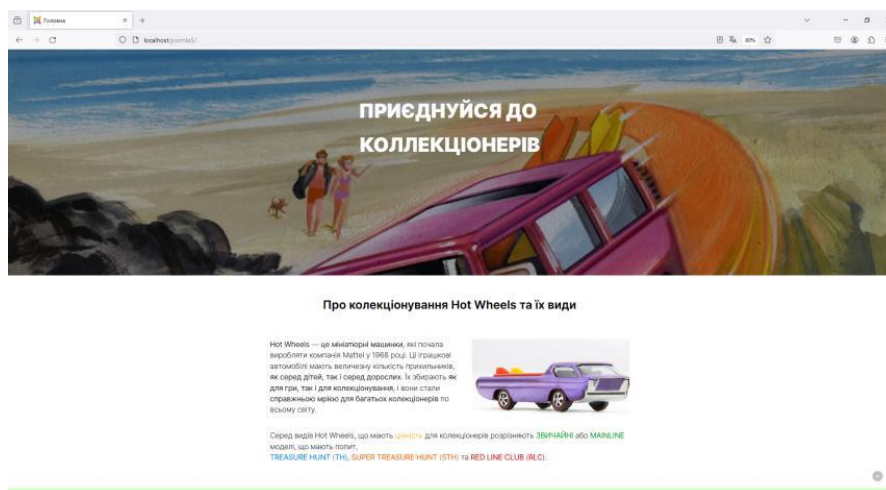 Головна
localhost/joomla5/
60%
ПРИЄДНУЙСЯ ДО
КОЛЛЕКЦІОНЕРІВ
Про колекціонування Hot Wheels та їх види
Hot Wheels — це мініатюрні машинки, які почала
виробляти компанія Mattel у 1968 році. Ці іграшкові
автомобілі мають величезну кількість прихильників,
як серед дітей, так і серед дорослих. Їх збирають як
для гри, так і для колекціонування, і вони стали
справжньою мрією для багатьох колекціонерів по
всьому світу.
Серед видів Hot Wheels, що мають цінність для колекціонерів розрізняють ЗВИЧАЙНІ або MAINLINE
моделі, що мають попит,
TREASURE HUNT (TH), SUPER TREASURE HUNT (STH) та RED LINE CLUB (RLC).